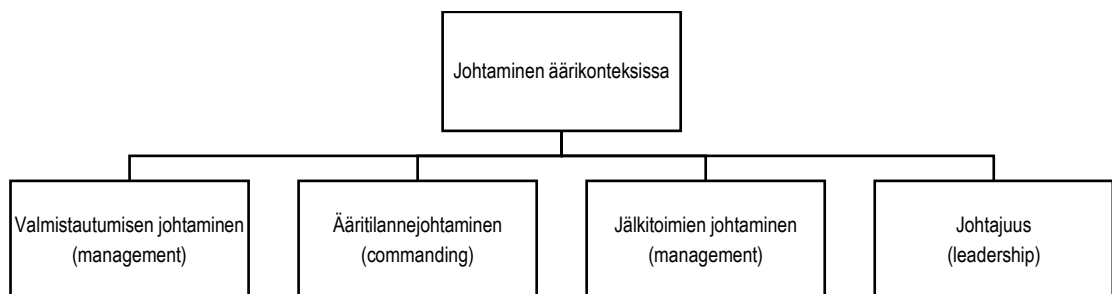 Johtaminen äärikonteksissa
Valmistautumisen johtaminen
(management)
Ääritilannejohtaminen
(commanding)
Jälkitoimien johtaminen
(management)
Johtajuus
(leadership)